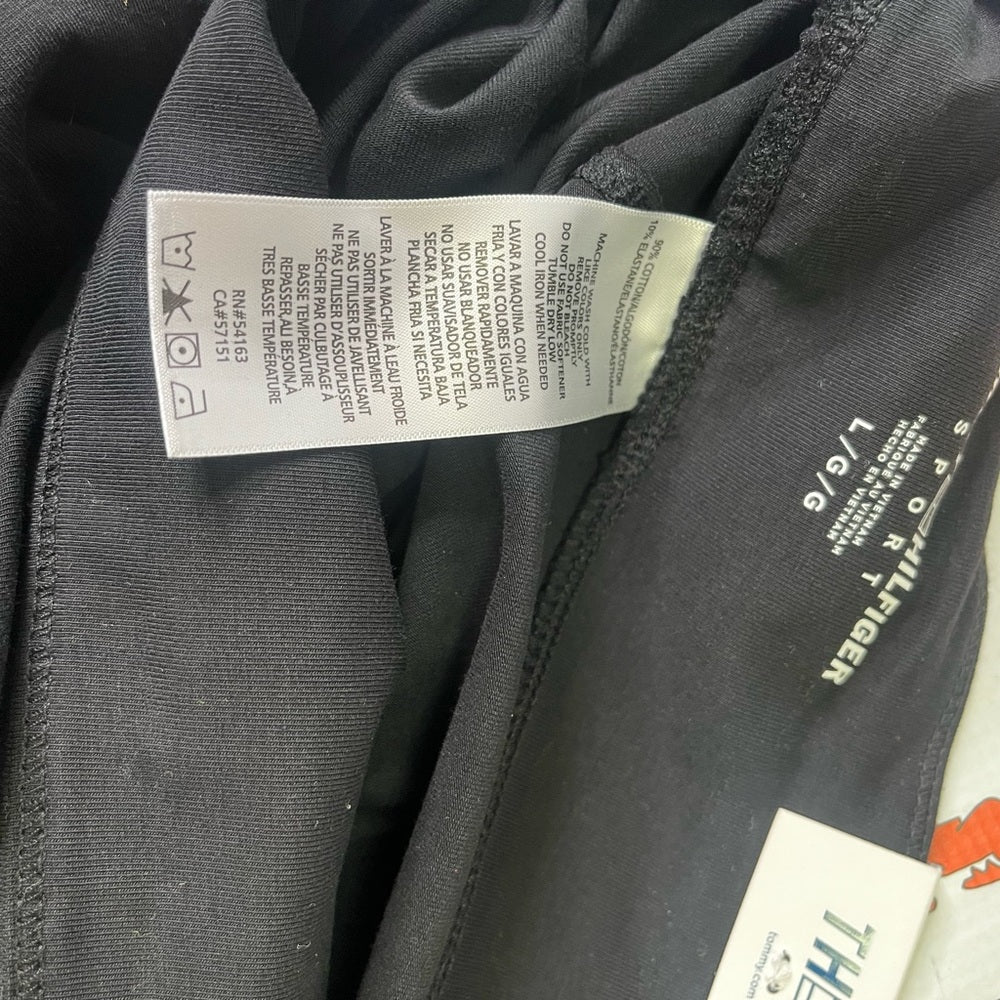 90% COTTON/ALGODÓN/COTON
10% ELASTANE/ELASTANO/ÉLASTHANNE
MACHINE WASH COLD WITH
LIKE COLORS ONLY
REMOVE PROMPTLY
DO NOT BLEACH
DO NOT USE FABRIC SOFTENER
TUMBLE DRY LOW
COOL IRON WHEN NEEDED
LAVAR A MAQUINA CON AGUA
FRIA Y CON COLORES IGUALES
REMOVER RAPIDAMENTE
NO USAR BLANQUEADOR
NO USAR SUAVISADOR DE TELA
SECAR A TEMPERATURA BAJA
PLANCHA FRIA SI NECESITA
LAVER À LA MACHINE À L'EAU FROIDE
SORTIR IMMÉDIATEMENT
NE PAS UTILISER DE JAVELLISANT
NE PAS UTILISER D'ASSOUPLISSEUR
SÉCHER PAR CULBUTAGE À
BASSE TEMPÉRATURE
REPASSER, AU BESOIN, À
TRÈS BASSE TEMPÉRATURE
RN#54163
CA#57151
HILFIGER
SPORT
MADE IN VIETNAM
FABRIQUÉ AU VIETNAM
HECHO EN VIETNAM
L/G/G
THE
tommy.com